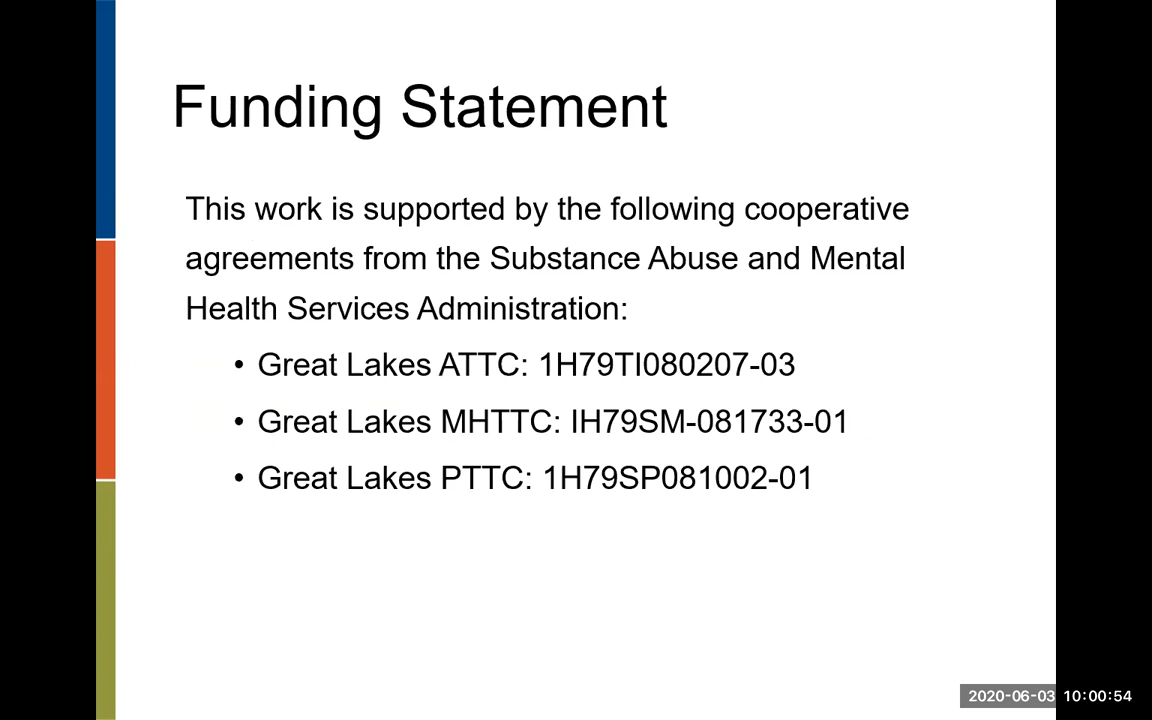 Funding Statement
This work is supported by the following cooperative
agreements from the Substance Abuse and Mental
Health Services Administration:
• Great Lakes ATTC: 1H79TI080207-03
• Great Lakes MHTTC: IH79SM-081733-01
• Great Lakes PTTC: 1H79SP081002-01
2020-06-03 10:00:54